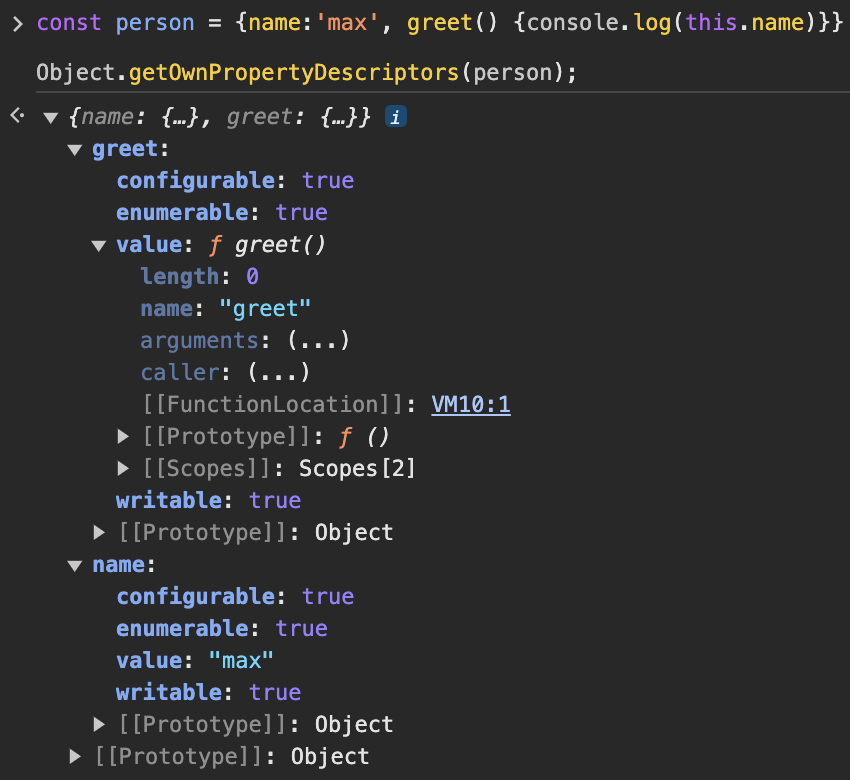 > const person = {name:'max', greet() {console.log(this.name)}}
Object.getOwnPropertyDescriptors(person);
{name: {…}, greet: {…}} i
greet:
configurable: true
enumerable: true
value: ƒ greet()
length: 0
name: "greet"
arguments: (...)
caller: (...)
[[FunctionLocation]]: VM10:1
[[Prototype]]: ƒ ()
[[Scopes]]: Scopes[2]
writable: true
[[Prototype]]: Object
name:
configurable: true
enumerable: true
value: "max"
writable: true
[[Prototype]]: Object
[[Prototype]]: Object